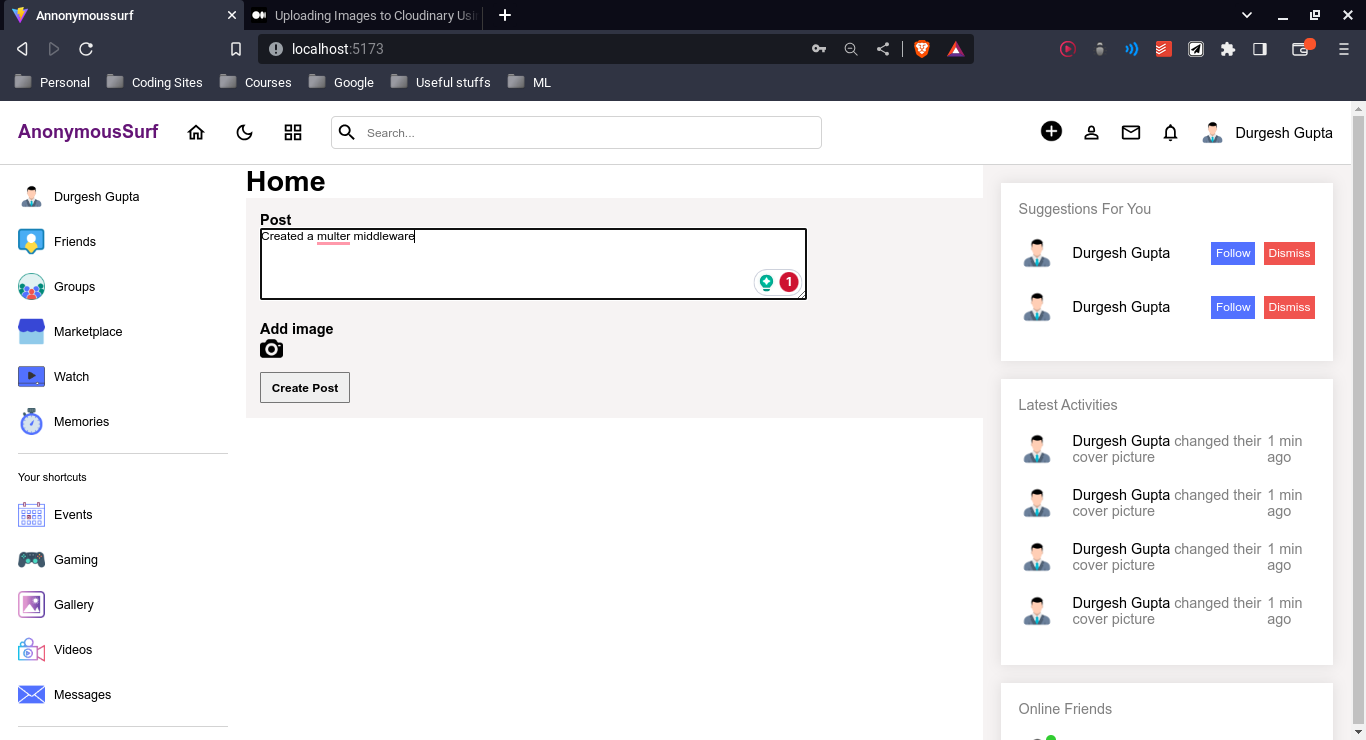 Annonymoussurf
Uploading Images to Cloudinary Usi
localhost:5173
Personal
Coding Sites
Courses
Google
Useful stuffs
ML
AnonymousSurf
Search...
Durgesh Gupta
Durgesh Gupta
Friends
Groups
Marketplace
Watch
Memories
Your shortcuts
Events
Gaming
Gallery
Videos
Messages
Home
Post
Created a multer middleware
1
Add image
Create Post
Suggestions For You
Durgesh Gupta Follow Dismiss
Durgesh Gupta Follow Dismiss
Latest Activities
Durgesh Gupta changed their 1 min
cover picture ago
Durgesh Gupta changed their 1 min
cover picture ago
Durgesh Gupta changed their 1 min
cover picture ago
Durgesh Gupta changed their 1 min
cover picture ago
Online Friends